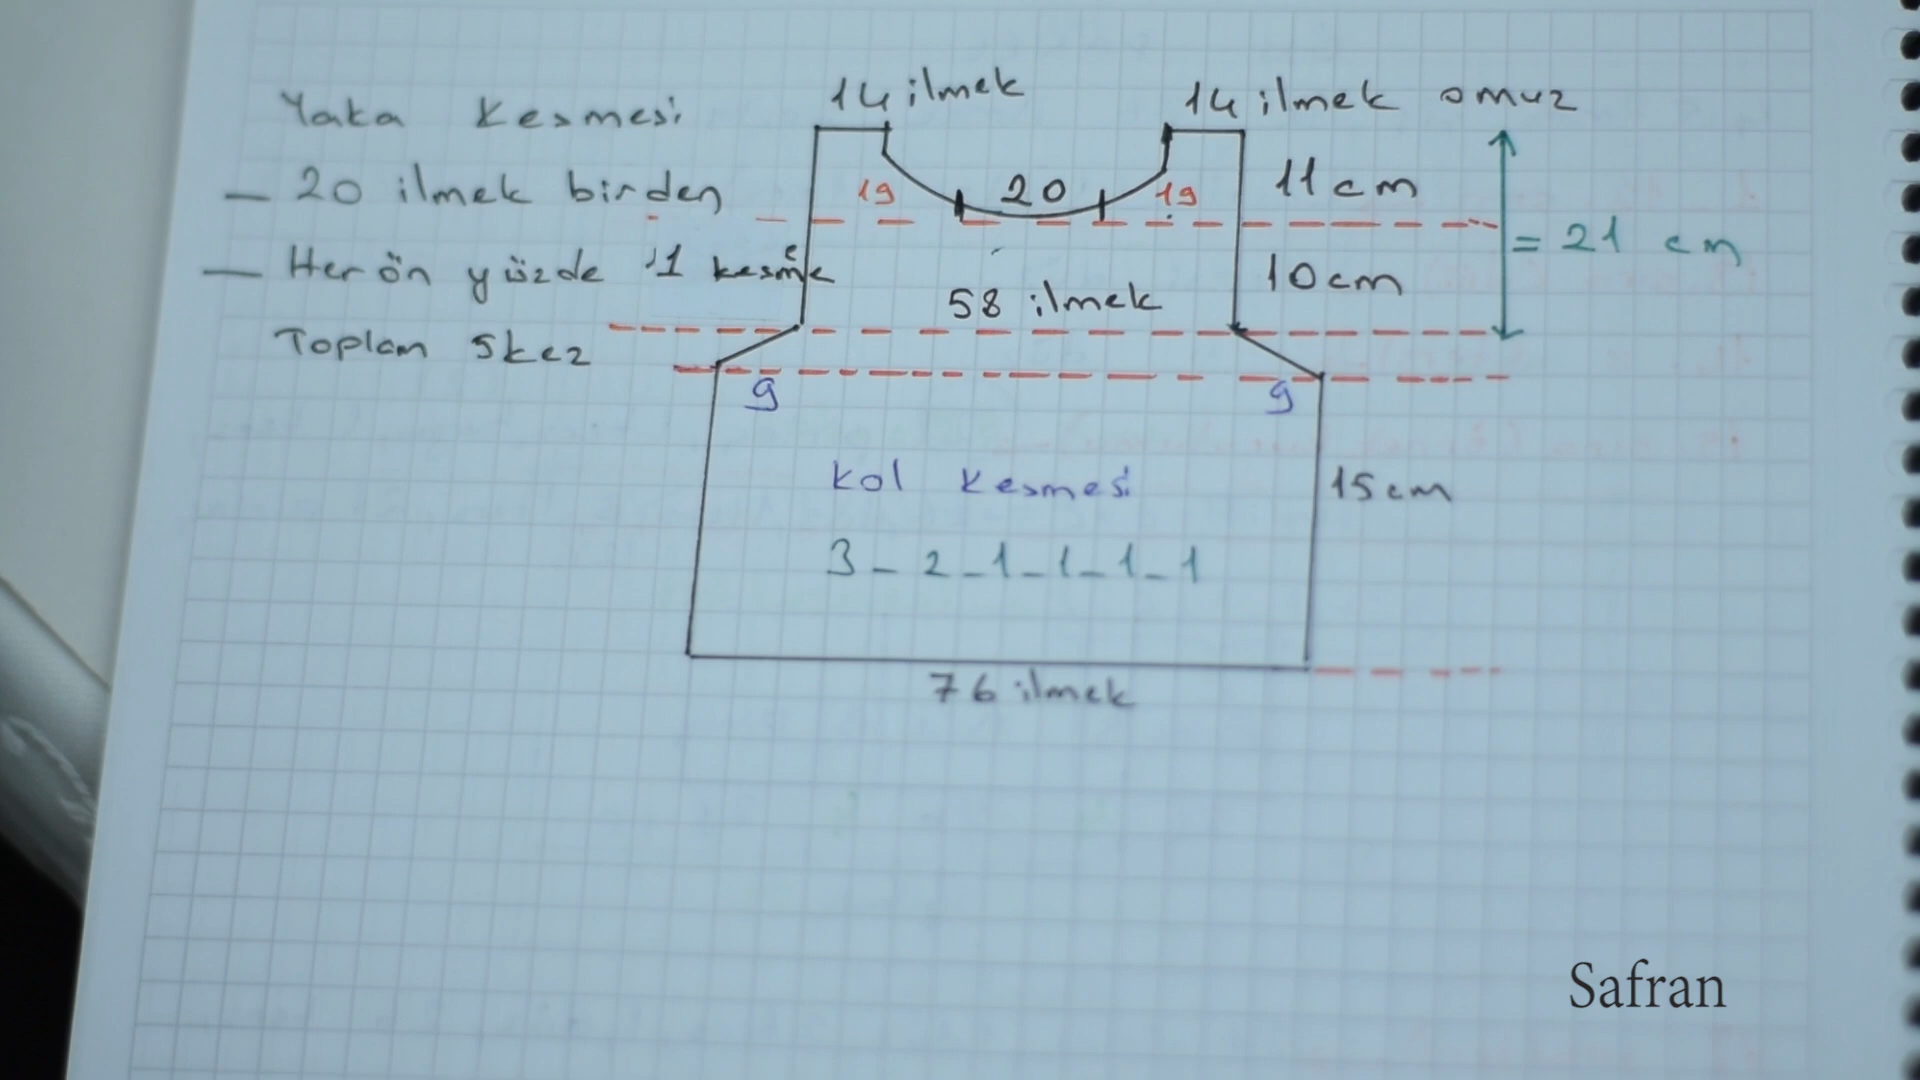 Yaka Kesmesi
— 20 ilmek birden
— Her ön yüzde 1 kesme
Toplam 5 kez
14 ilmek
14 ilmek omuz
19
20
19
11 cm
= 21 cm
10 cm
58 ilmek
9
9
Kol Kesmesi
3 - 2 - 1 - 1 - 1 - 1
15 cm
76 ilmek
Safran